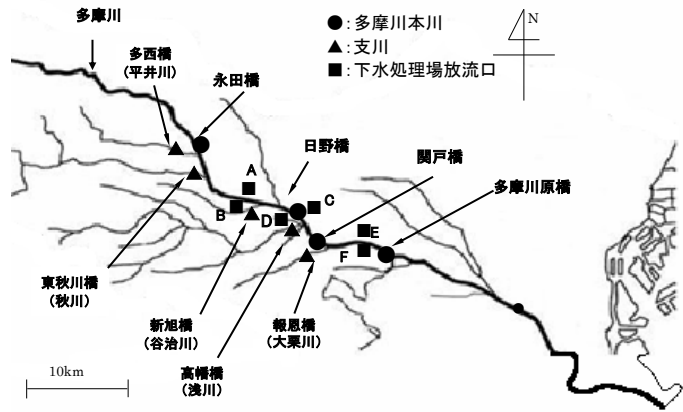 多摩川
多西橋
(平井川)
永田橋
●：多摩川本川
▲：支川
■：下水処理場放流口
N
日野橋
関戸橋
多摩川原橋
A
B
C
D
E
F
東秋川橋
(秋川)
新旭橋
(谷治川)
高幡橋
(浅川)
報恩橋
(大栗川)
10km